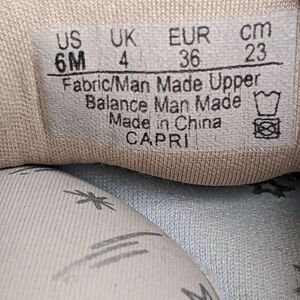 US UK EUR cm
6M 4 36 23
Fabric/Man Made Upper
Balance Man Made
Made in China
CAPRI